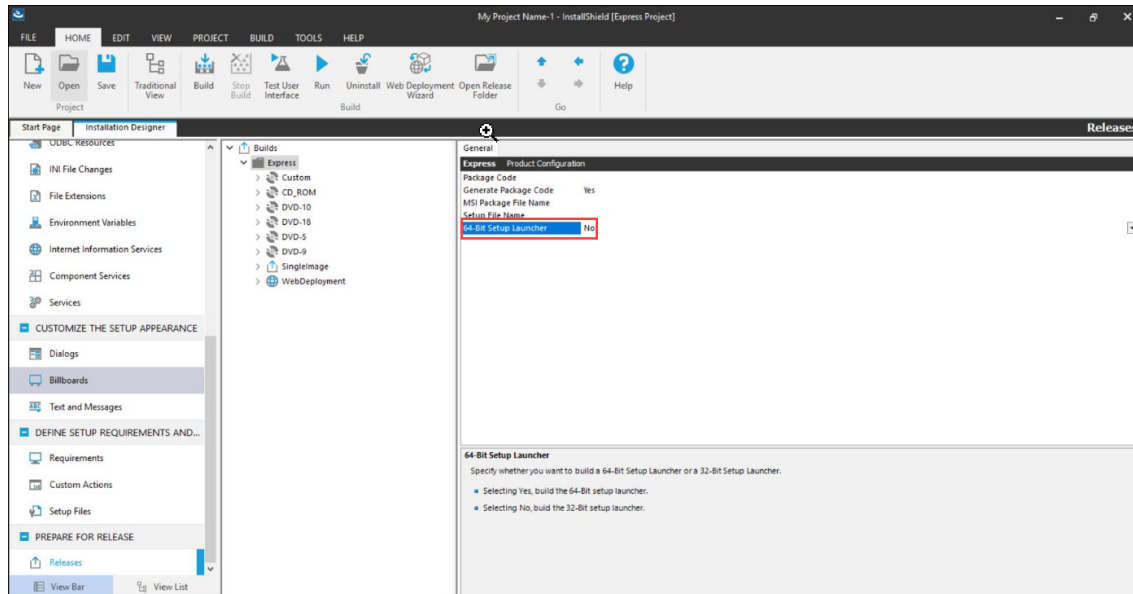 My Project Name-1 - InstallShield [Express Project]
FILE HOME EDIT VIEW PROJECT BUILD TOOLS HELP
New Open Save Traditional View Build Stop Build Test User Interface Run Uninstall Web Deployment Wizard Open Release Folder Help
Project Build Go
Start Page Installation Designer Releases
ODBC Resources
INI File Changes
File Extensions
Environment Variables
Internet Information Services
Component Services
Services
CUSTOMIZE THE SETUP APPEARANCE
Dialogs
Billboards
Text and Messages
DEFINE SETUP REQUIREMENTS AND...
Requirements
Custom Actions
Setup Files
PREPARE FOR RELEASE
Releases
View Bar View List
Builds
Express
Custom
CD_ROM
DVD-10
DVD-18
DVD-5
DVD-9
SingleImage
WebDeployment
General
Express Product Configuration
Package Code
Generate Package Code Yes
MSI Package File Name
Setup File Name
64-Bit Setup Launcher No
64-Bit Setup Launcher
Specify whether you want to build a 64-Bit Setup Launcher or a 32-Bit Setup Launcher.
Selecting Yes, build the 64-Bit setup launcher.
Selecting No, buid the 32-Bit setup launcher.